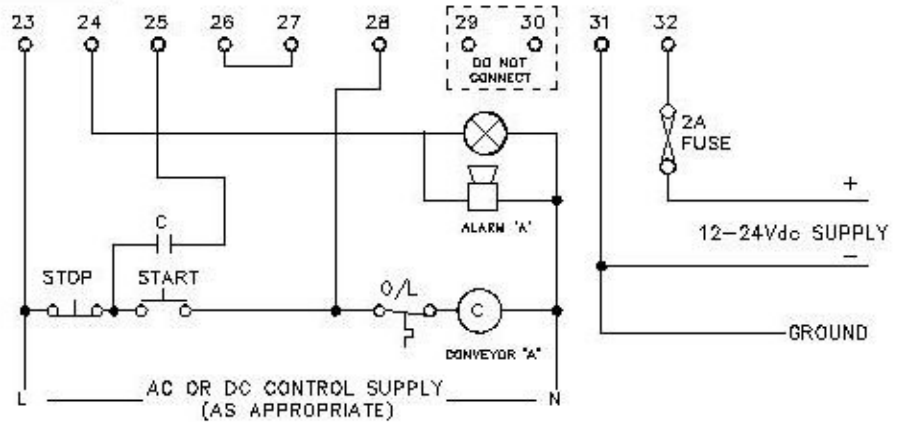 23 24 25 26 27 28 29 30 31 32
DO NOT
CONNECT
2A
FUSE
+
ALARM "A"
12-24Vdc SUPPLY
-
C
STOP START
O/L
C
CONVEYOR "A"
GROUND
L AC OR DC CONTROL SUPPLY N
(AS APPROPRIATE)